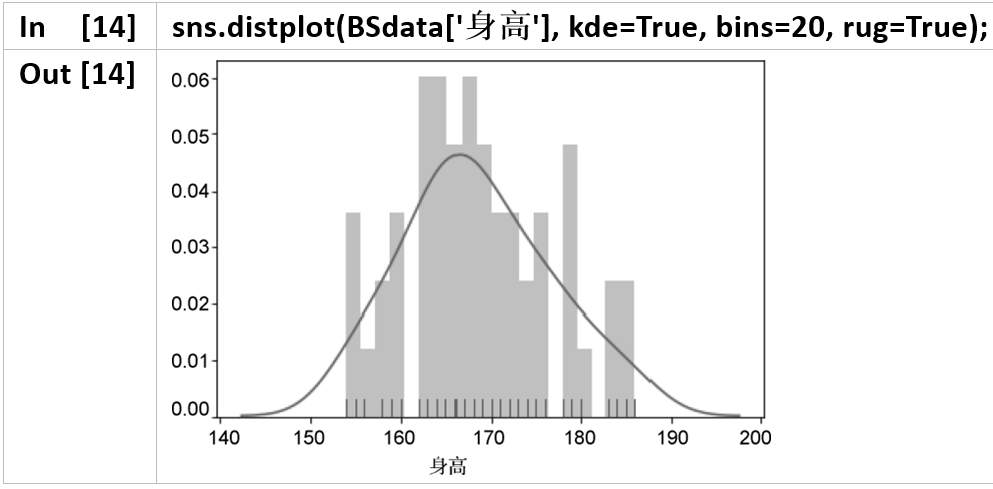 In [14]
sns.distplot(BSdata['身高'], kde=True, bins=20, rug=True);
Out [14]
0.06
0.05
0.04
0.03
0.02
0.01
0.00
140 150 160 170 180 190 200
身高